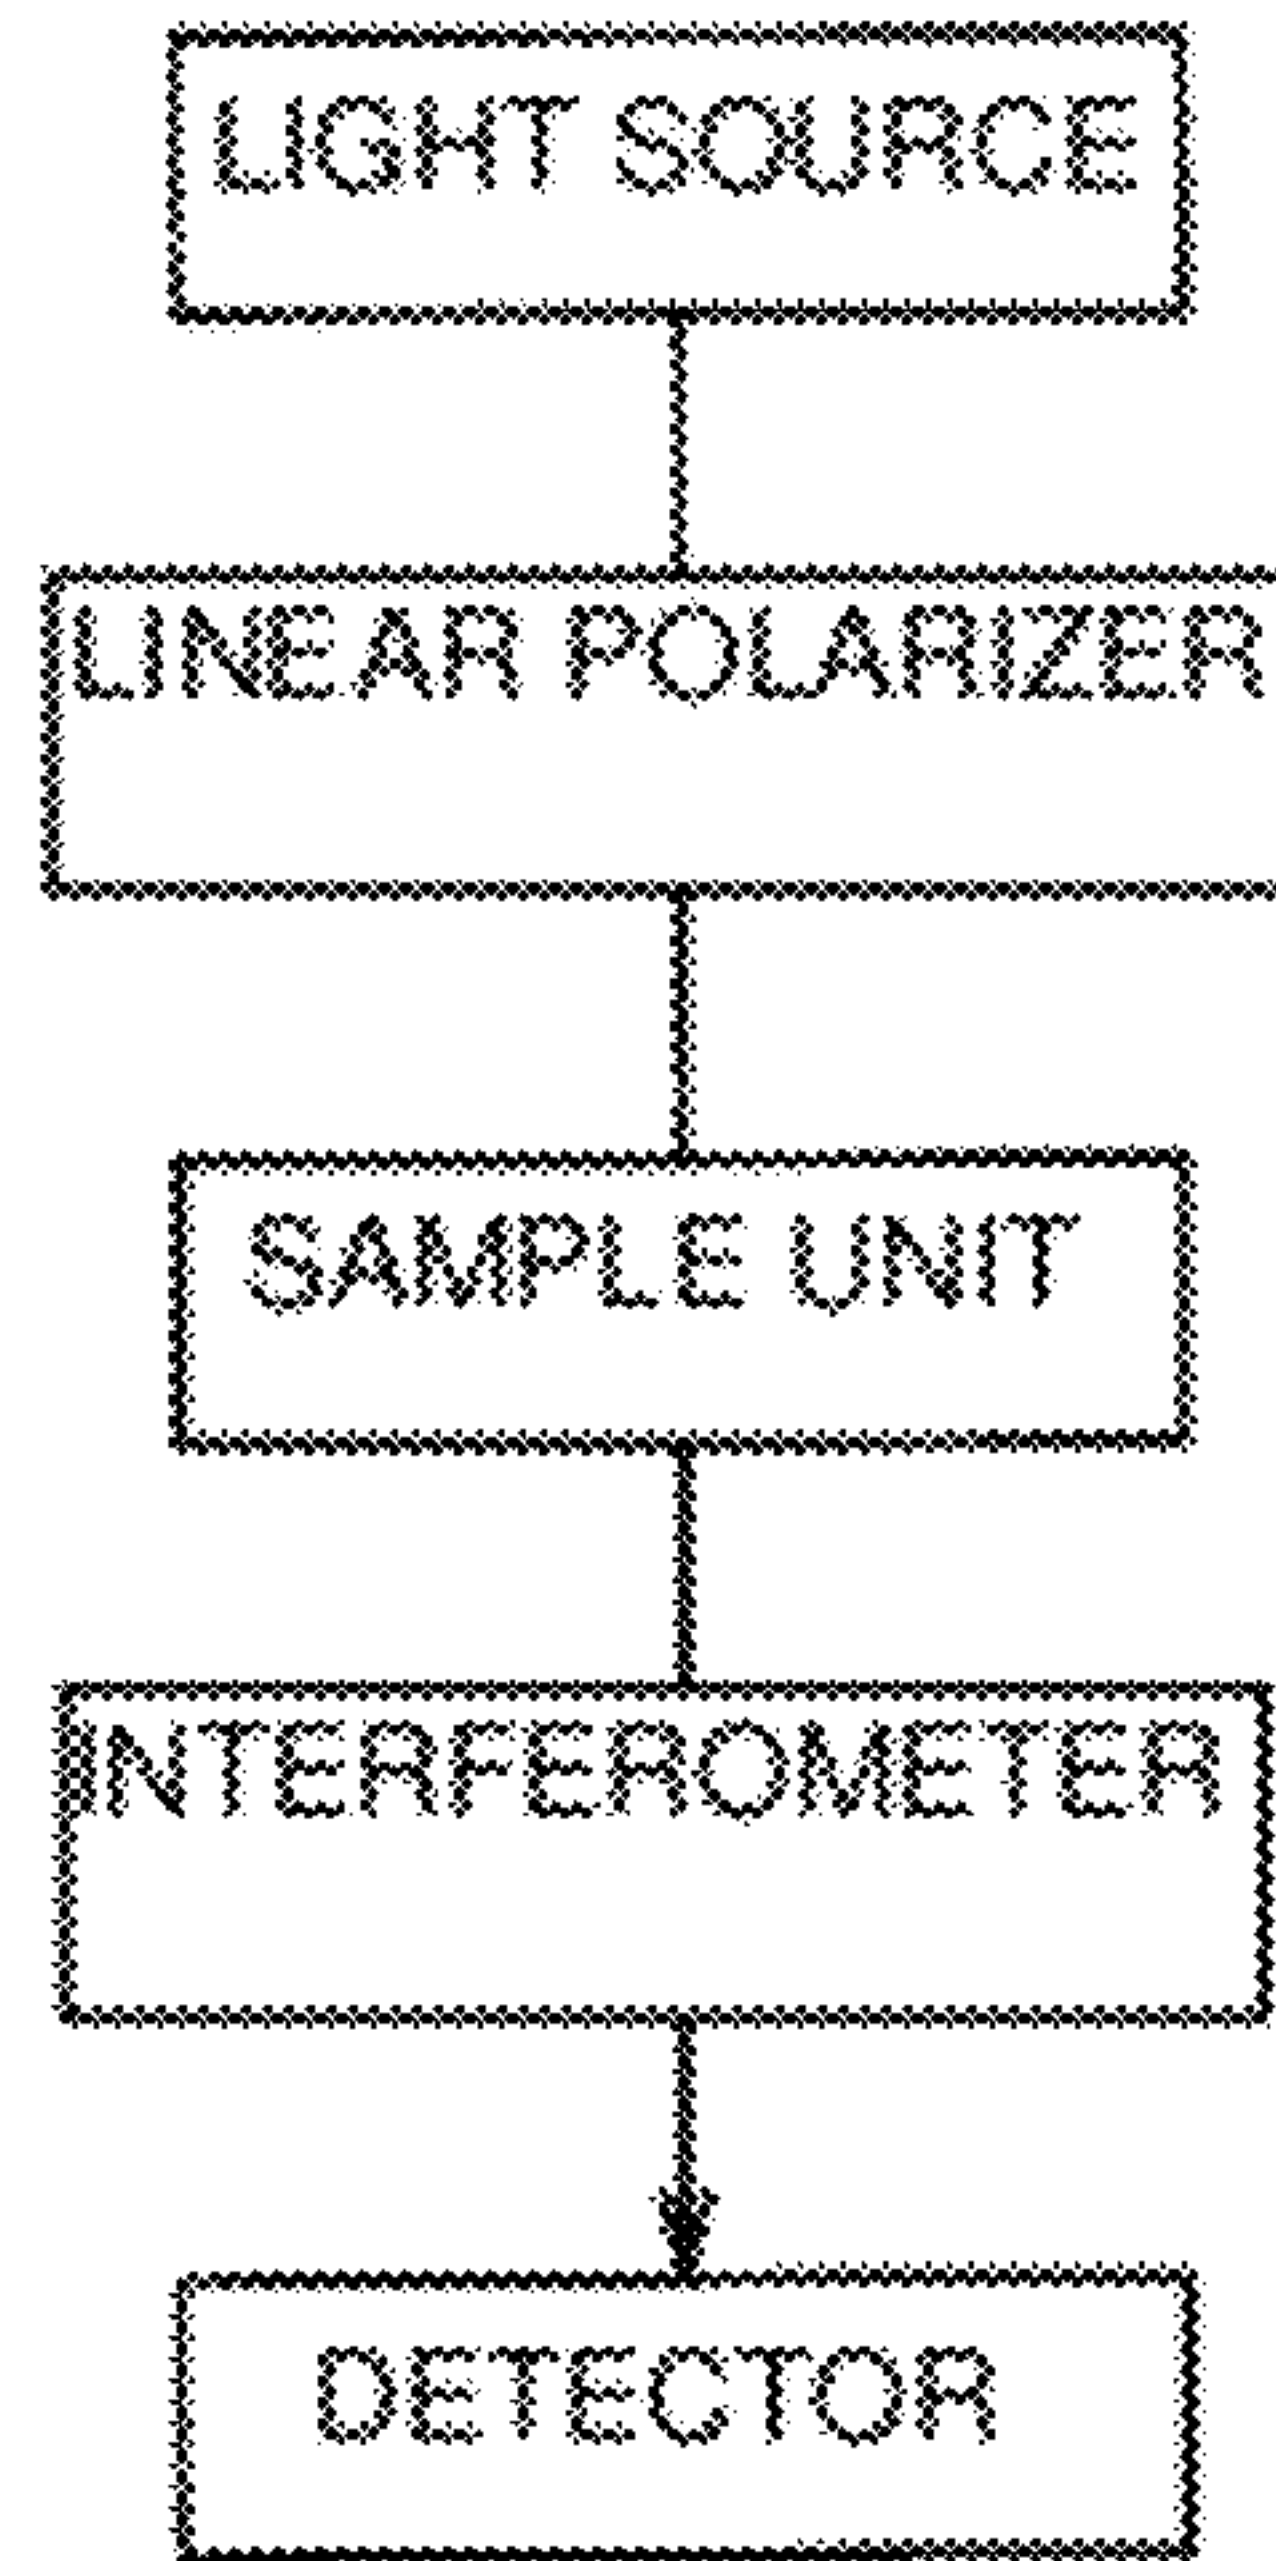 LIGHT SOURCE
LINEAR POLARIZER
SAMPLE UNIT
INTERFEROMETER
DETECTOR